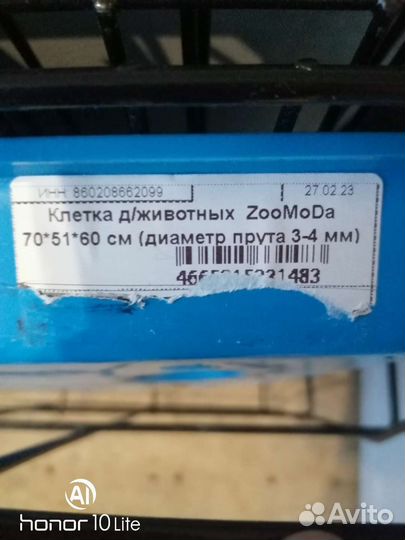 ИНН 860208662099 27.02.23
Клетка д/животных ZooMoDa
70*51*60 см (диаметр прута 3-4 мм)
AI
honor 10 Lite
Avito